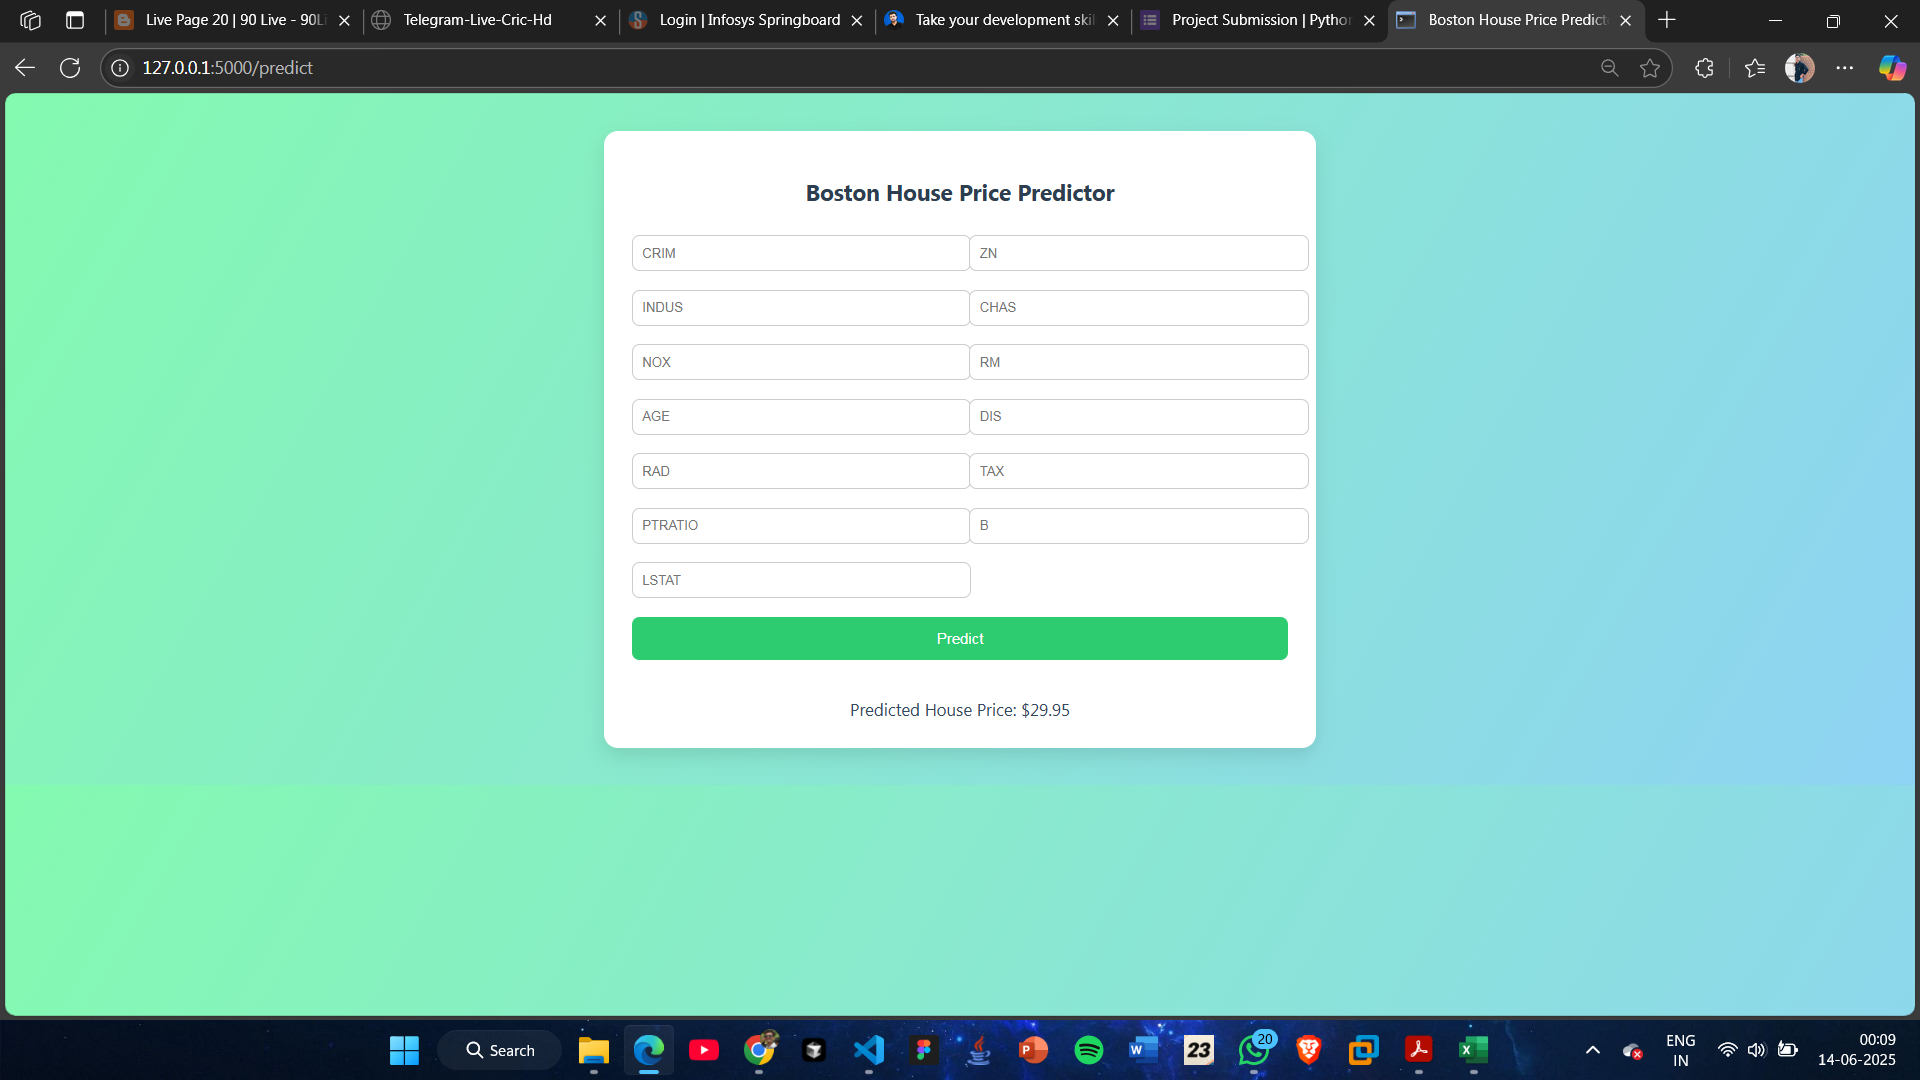 Live Page 20 | 90 Live - 90Li
Telegram-Live-Cric-Hd
Login | Infosys Springboard
Take your development skil
Project Submission | Python
Boston House Price Predict
127.0.0.1:5000/predict
Boston House Price Predictor
CRIM
ZN
INDUS
CHAS
NOX
RM
AGE
DIS
RAD
TAX
PTRATIO
B
LSTAT
Predict
Predicted House Price: $29.95
Search
23
20
ENG
IN
00:09
14-06-2025